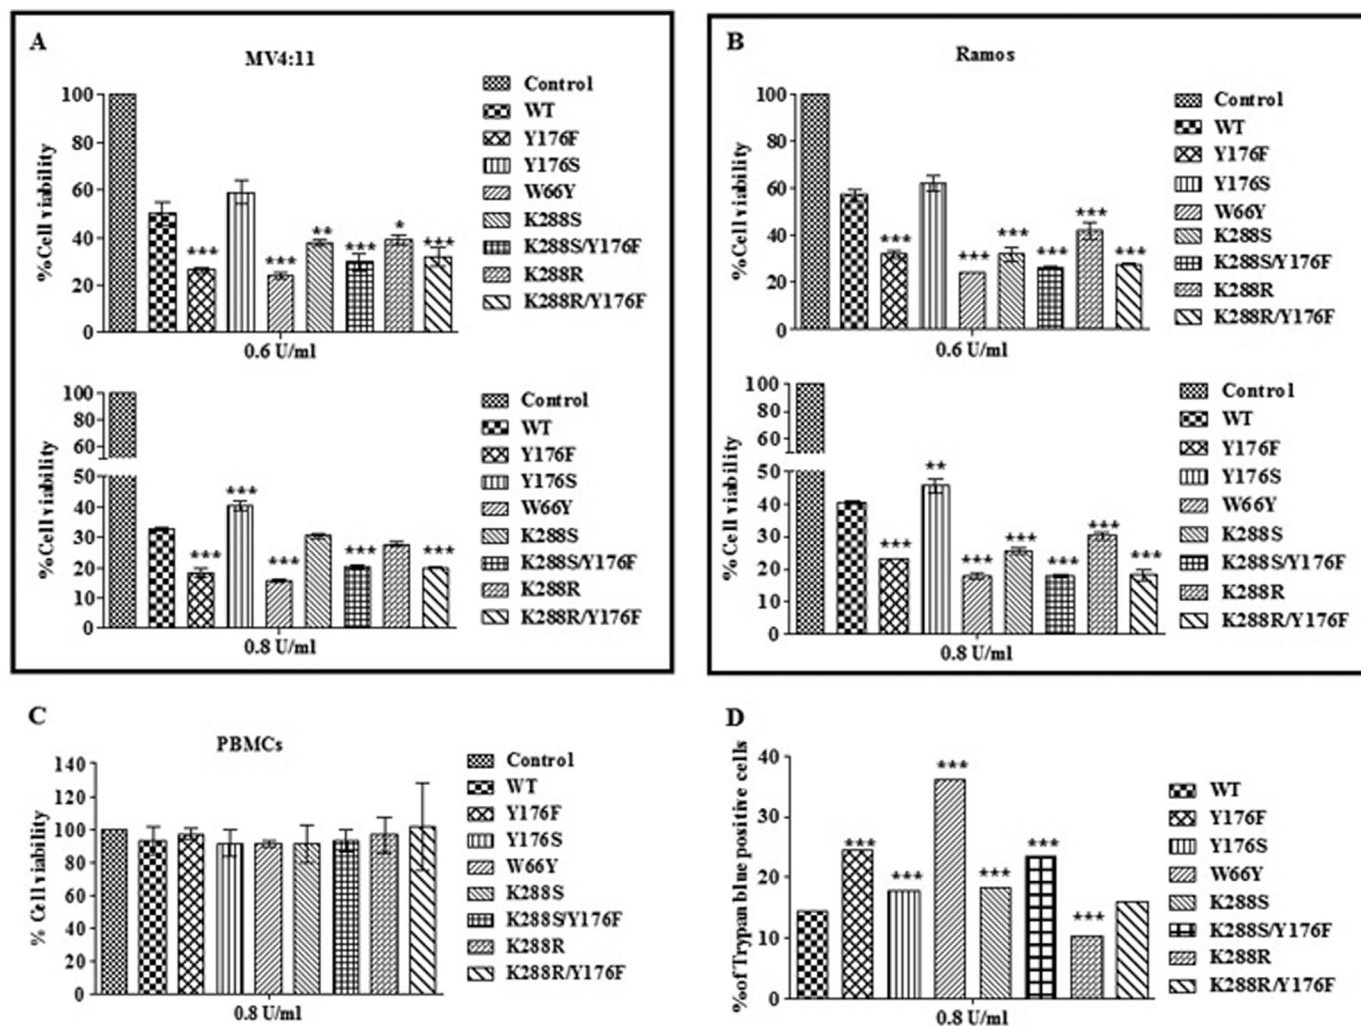 A
MV4:11
%Cell viability
100
80
60
40
20
0
***
***
**
***
*
***
0.6 U/ml
Control
WT
Y176F
Y176S
W66Y
K288S
K288S/Y176F
K288R
K288R/Y176F
%Cell viability
100
80
60
50
40
30
20
10
0
***
***
***
***
***
0.8 U/ml
Control
WT
Y176F
Y176S
W66Y
K288S
K288S/Y176F
K288R
K288R/Y176F
B
Ramos
%Cell viability
100
80
60
40
20
0
***
***
***
***
***
***
0.6 U/ml
Control
WT
Y176F
Y176S
W66Y
K288S
K288S/Y176F
K288R
K288R/Y176F
%Cell viability
100
80
60
50
40
30
20
10
0
***
**
***
***
***
***
***
0.8 U/ml
Control
WT
Y176F
Y176S
W66Y
K288S
K288S/Y176F
K288R
K288R/Y176F
C
PBMCs
% Cell viability
140
120
100
80
60
40
20
0
0.8 U/ml
Control
WT
Y176F
Y176S
W66Y
K288S
K288S/Y176F
K288R
K288R/Y176F
D
%of Trypan blue positive cells
40
30
20
10
0
***
***
***
***
***
***
0.8 U/ml
WT
Y176F
Y176S
W66Y
K288S
K288S/Y176F
K288R
K288R/Y176F